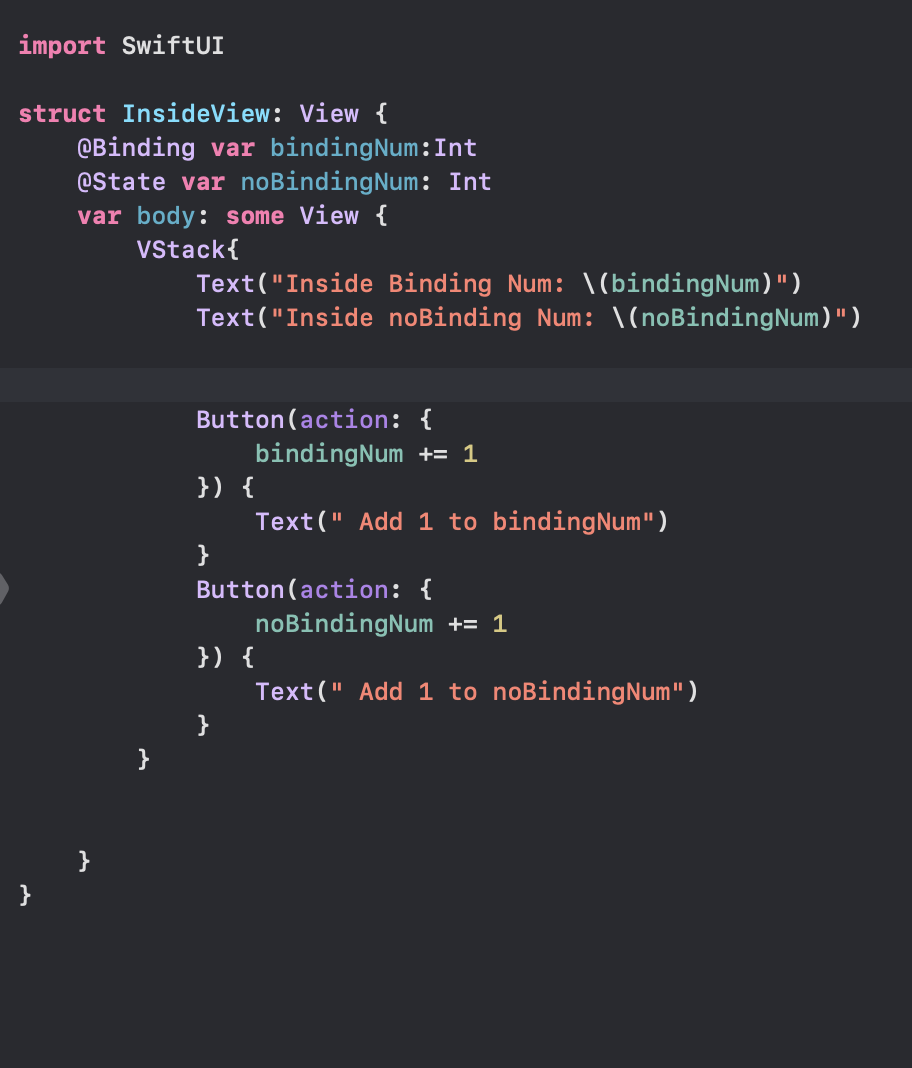 import SwiftUI
struct InsideView: View {
    @Binding var bindingNum:Int
    @State var noBindingNum: Int
    var body: some View {
        VStack{
            Text("Inside Binding Num: \(bindingNum)")
            Text("Inside noBinding Num: \(noBindingNum)")
            Button(action: {
                bindingNum += 1
            }) {
                Text(" Add 1 to bindingNum")
            }
            Button(action: {
                noBindingNum += 1
            }) {
                Text(" Add 1 to noBindingNum")
            }
        }
    }
}